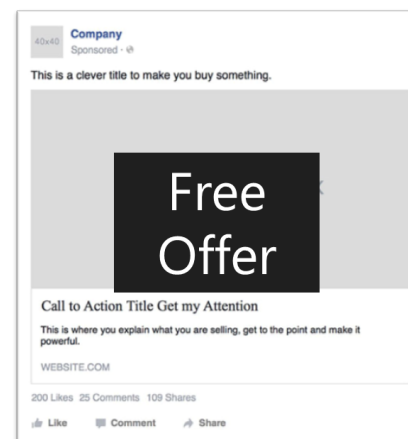 40x40
Company
Sponsored ·
This is a clever title to make you buy something.
Free
Offer
Call to Action Title Get my Attention
This is where you explain what you are selling, get to the point and make it
powerful.
WEBSITE.COM
200 Likes 25 Comments 109 Shares
Like Comment Share